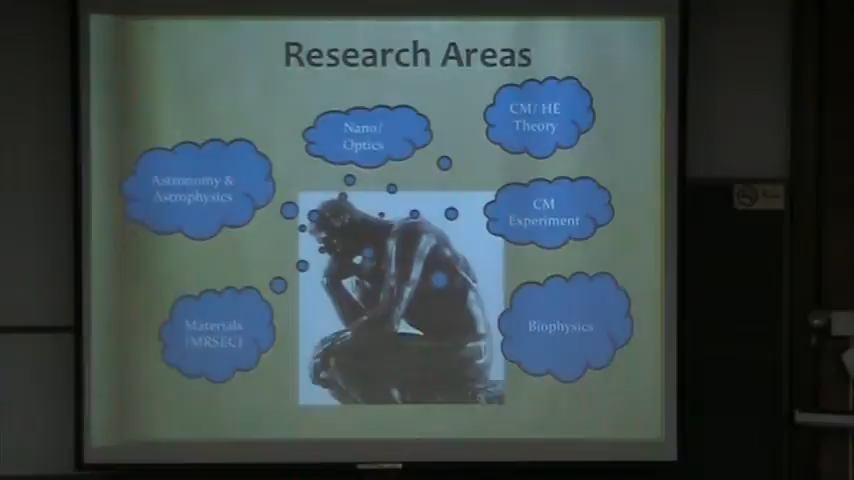 Research Areas
CM/ HE
Theory
Nano/
Optics
Astronomy &
Astrophysics
CM
Experiment
Materials
(MRSEC)
Biophysics